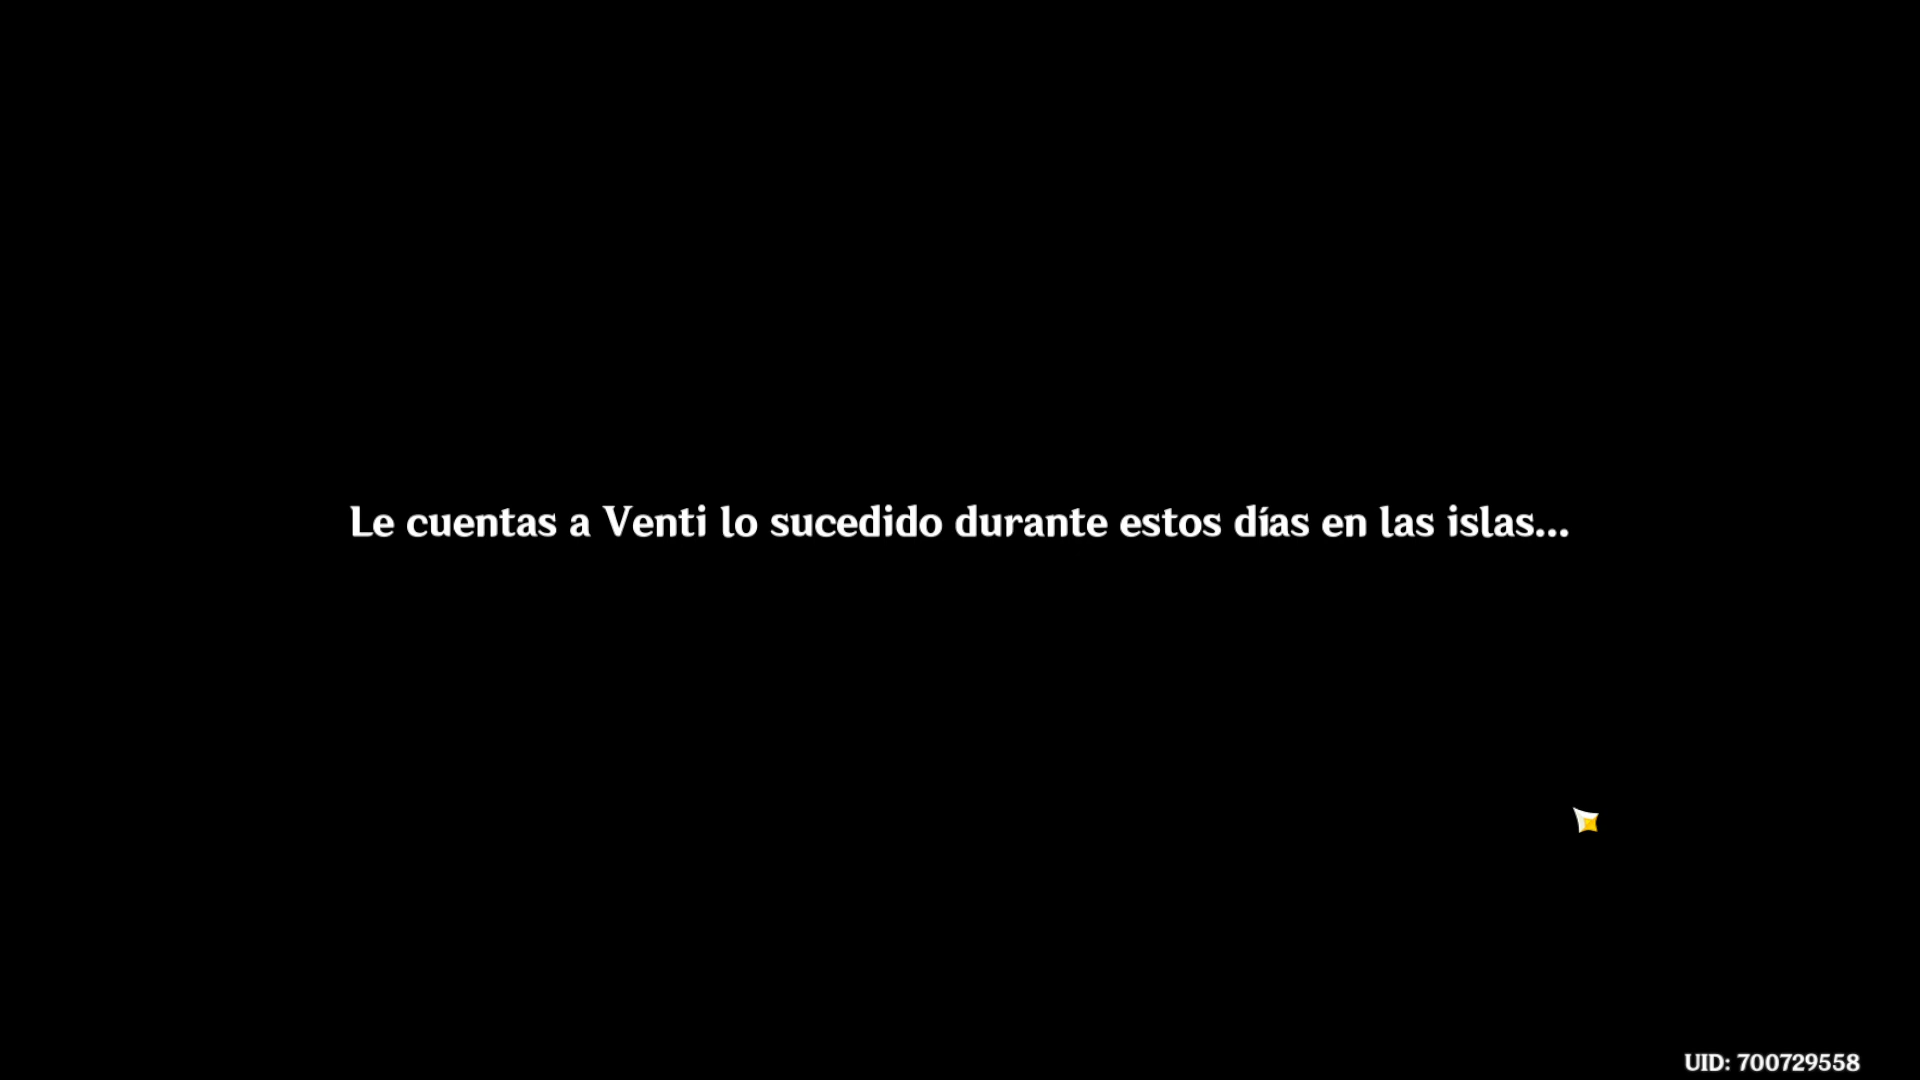 Le cuentas a Venti lo sucedido durante estos días en las islas...
UID: 700729558